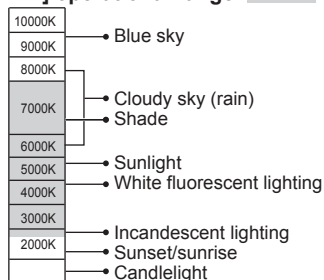 10000K
Blue sky
9000K
8000K
Cloudy sky (rain)
7000K
Shade
6000K
Sunlight
5000K
White fluorescent lighting
4000K
3000K
Incandescent lighting
2000K
Sunset/sunrise
Candlelight